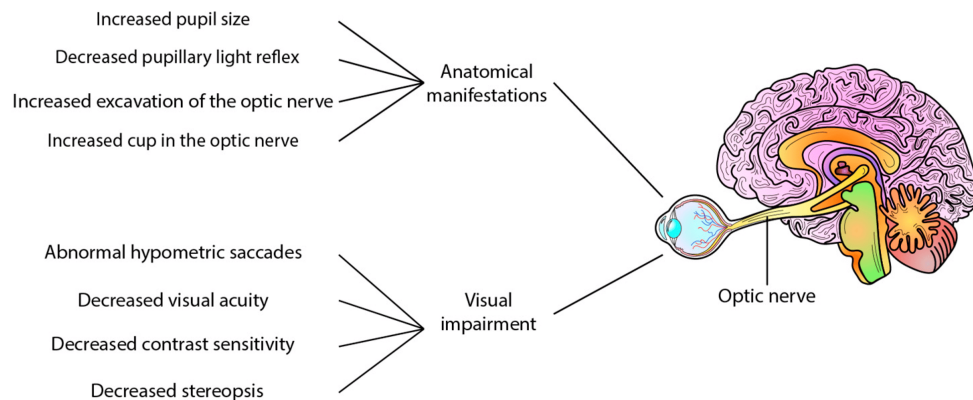 Increased pupil size
Decreased pupillary light reflex
Increased excavation of the optic nerve
Increased cup in the optic nerve
Anatomical
manifestations
Abnormal hypometric saccades
Decreased visual acuity
Decreased contrast sensitivity
Decreased stereopsis
Visual
impairment
Optic nerve